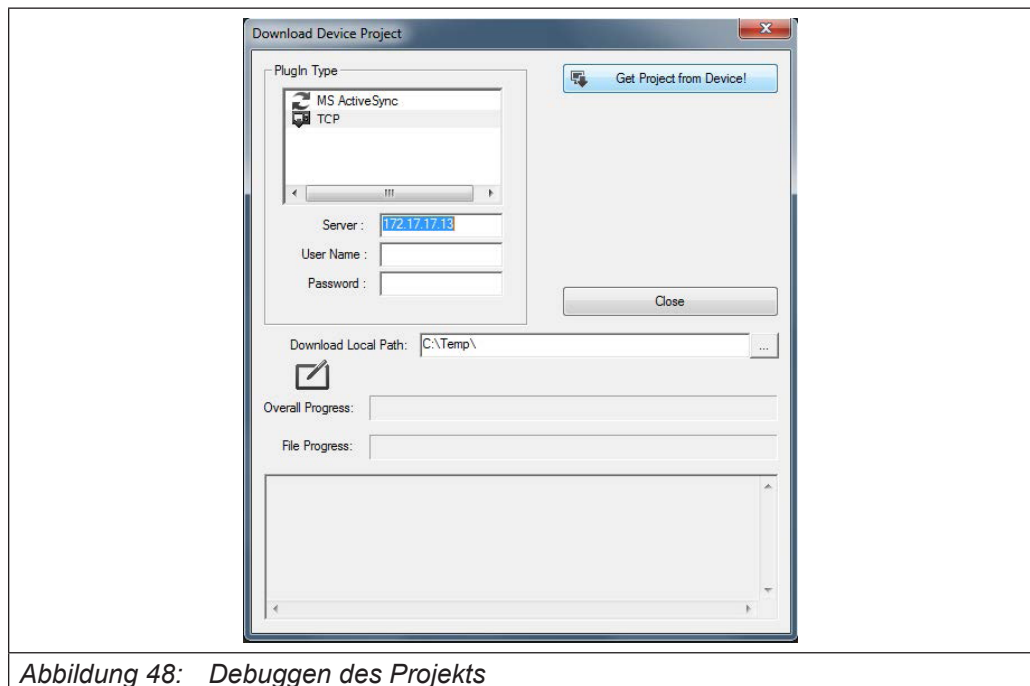 Download Device Project
PlugIn Type
Get Project from Device!
MS ActiveSync
TCP
Server :
172.17.17.13
User Name :
Password :
Close
Download Local Path:
C:\Temp\
...
Overall Progress:
File Progress:
Abbildung 48: Debuggen des Projekts